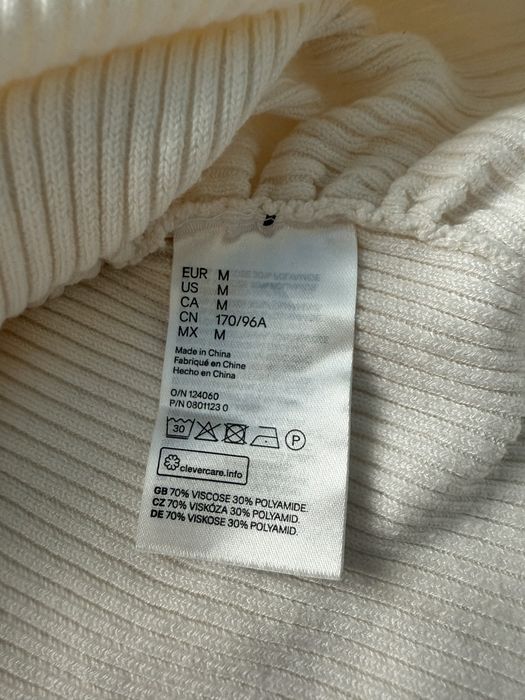 EUR M
US M
CA M
CN 170/96A
MX M
Made in China
Fabriqué en Chine
Hecho en China
O/N 124060
P/N 0801123 0
30
P
clevercare.info
GB 70% VISCOSE 30% POLYAMIDE.
CZ 70% VISKÓZA 30% POLYAMID.
DE 70% VISKOSE 30% POLYAMID.